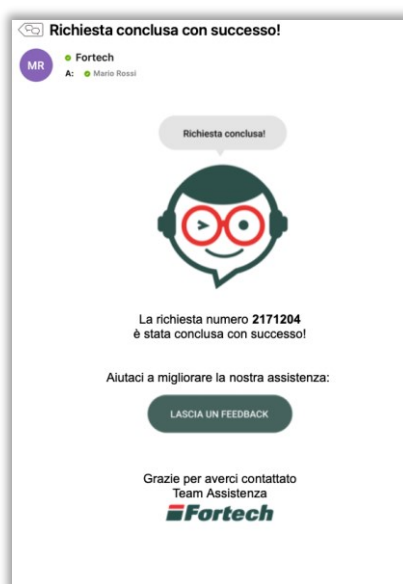 Richiesta conclusa con successo!
MR
Fortech
A: Mario Rossi
Richiesta conclusa!
La richiesta numero 2171204
è stata conclusa con successo!
Aiutaci a migliorare la nostra assistenza:
LASCIA UN FEEDBACK
Grazie per averci contattato
Team Assistenza
Fortech